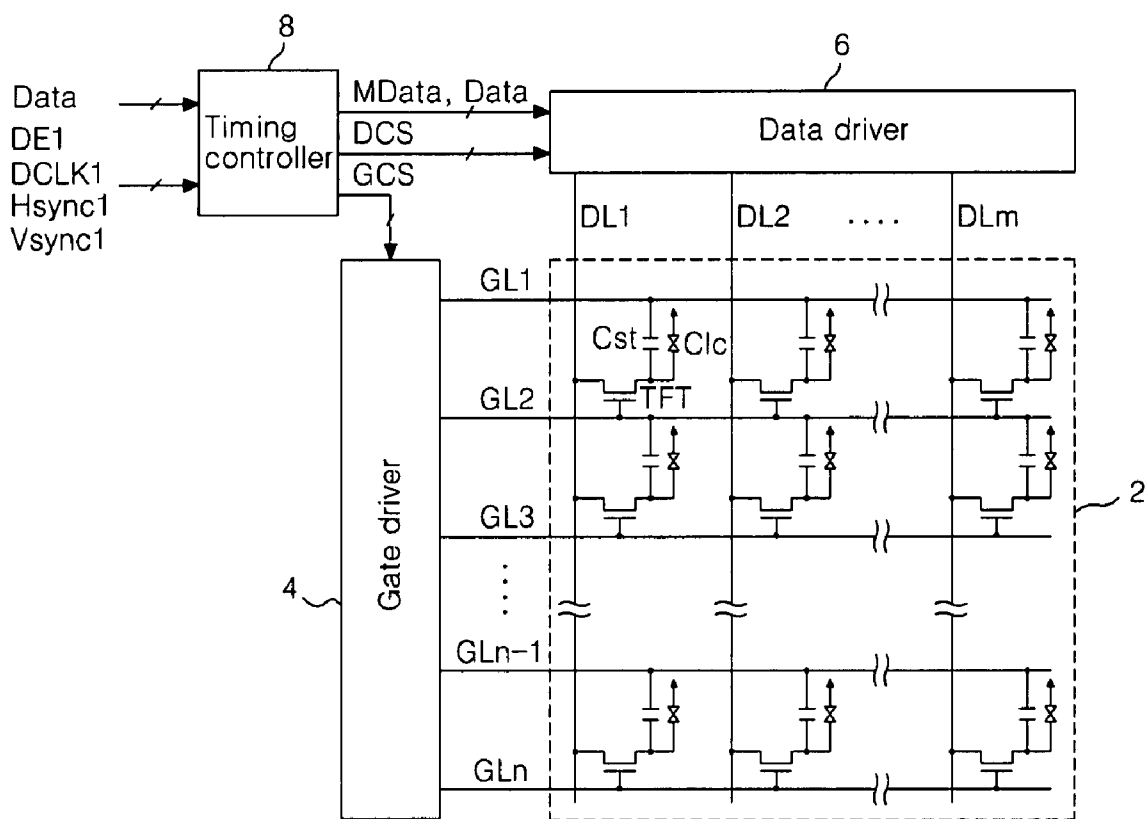 8
6
Data
DE1
DCLK1
Hsync1
Vsync1
Timing
controller
MData, Data
DCS
GCS
Data driver
DL1
DL2
....
DLm
GL1
Cst
Clc
TFT
GL2
GL3
2
4
Gate driver
....
GLn-1
GLn